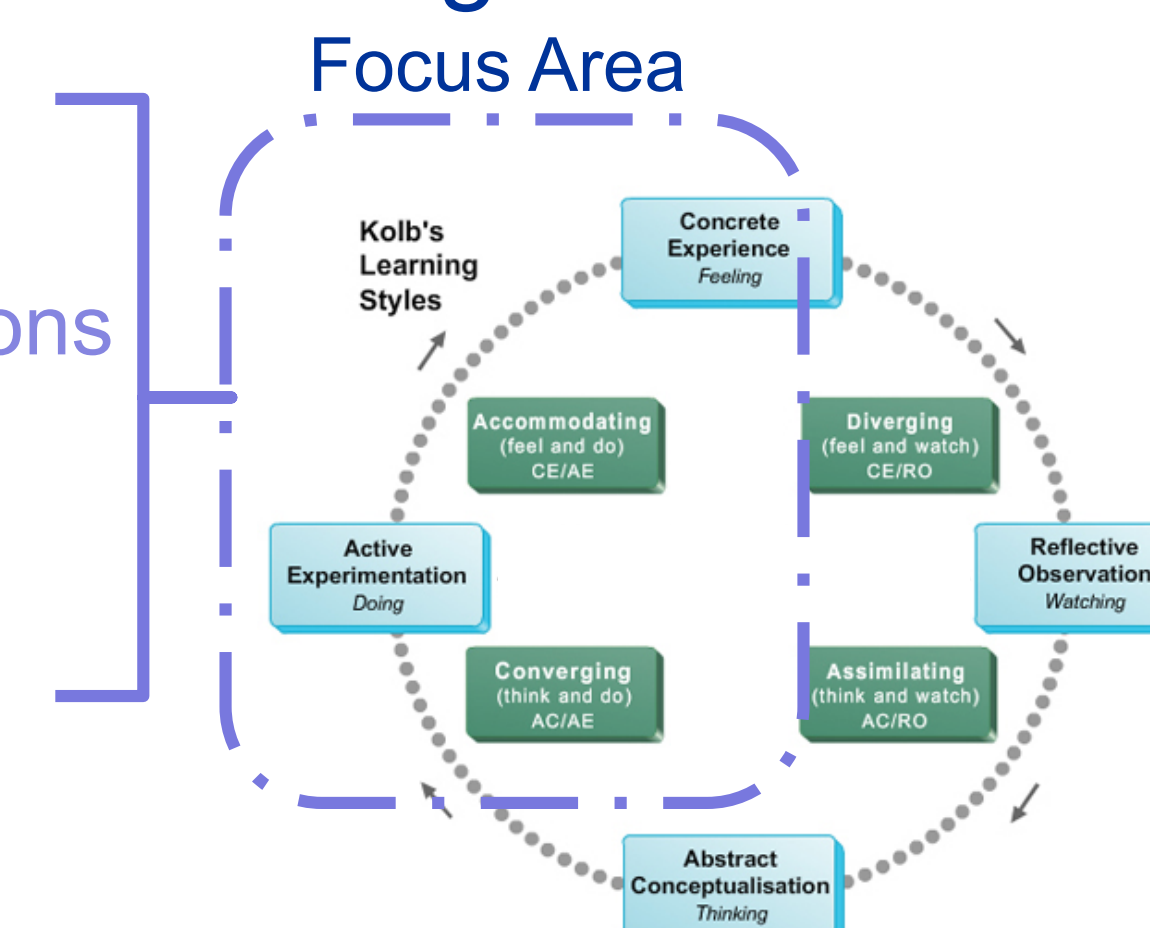 Focus Area
Kolb's
Learning
Styles
Concrete
Experience
Feeling
ons
Accommodating
(feel and do)
CE/AE
Diverging
(feel and watch)
CE/RO
Active
Experimentation
Doing
Reflective
Observation
Watching
Converging
(think and do)
AC/AE
Assimilating
(think and watch)
AC/RO
Abstract
Conceptualisation
Thinking